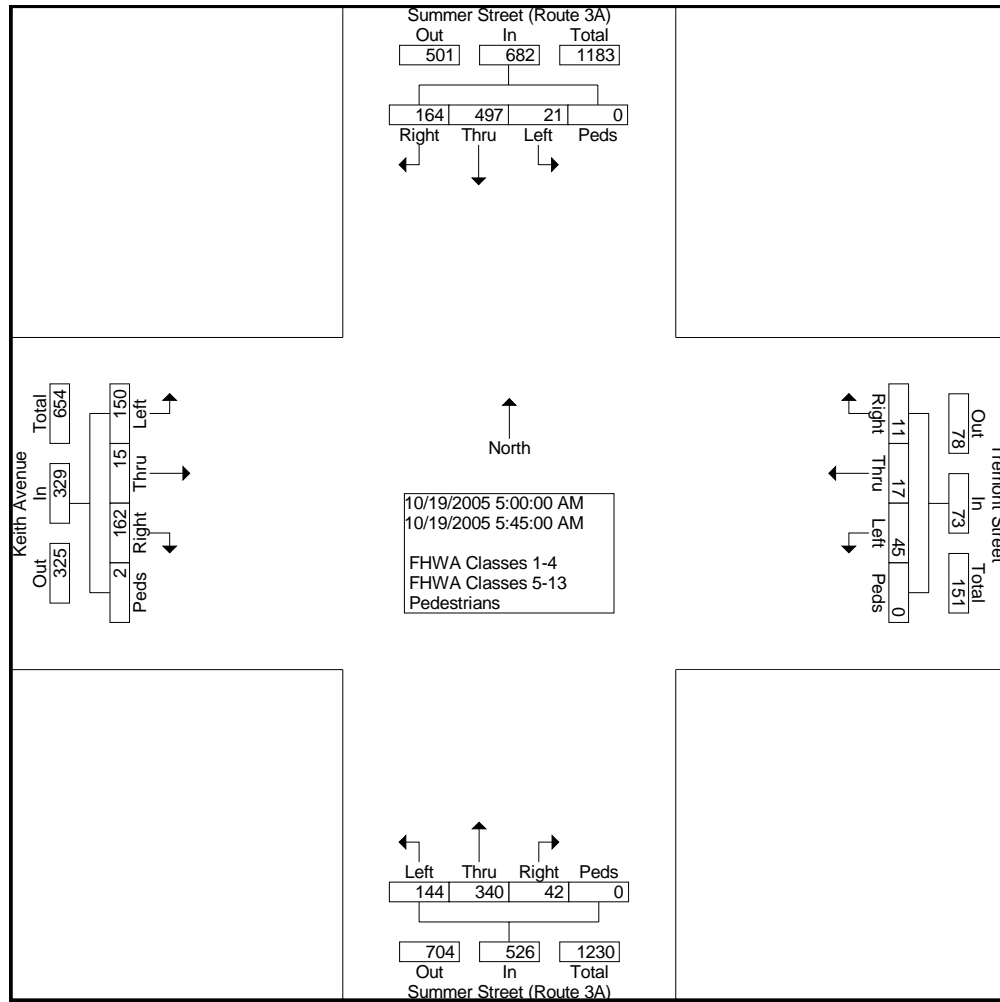 Summer Street (Route 3A)
Out In Total
501 682 1183
164 497 21 0
Right Thru Left Peds
Keith Avenue
Total In Out
654 329 325
150 15 162 2
Left Thru Right Peds
North
10/19/2005 5:00:00 AM
10/19/2005 5:45:00 AM
FHWA Classes 1-4
FHWA Classes 5-13
Pedestrians
Right Thru Left Peds
11 17 45 0
Out In Total
78 73 151
Tremont Street
Left Thru Right Peds
144 340 42 0
704 526 1230
Out In Total
Summer Street (Route 3A)